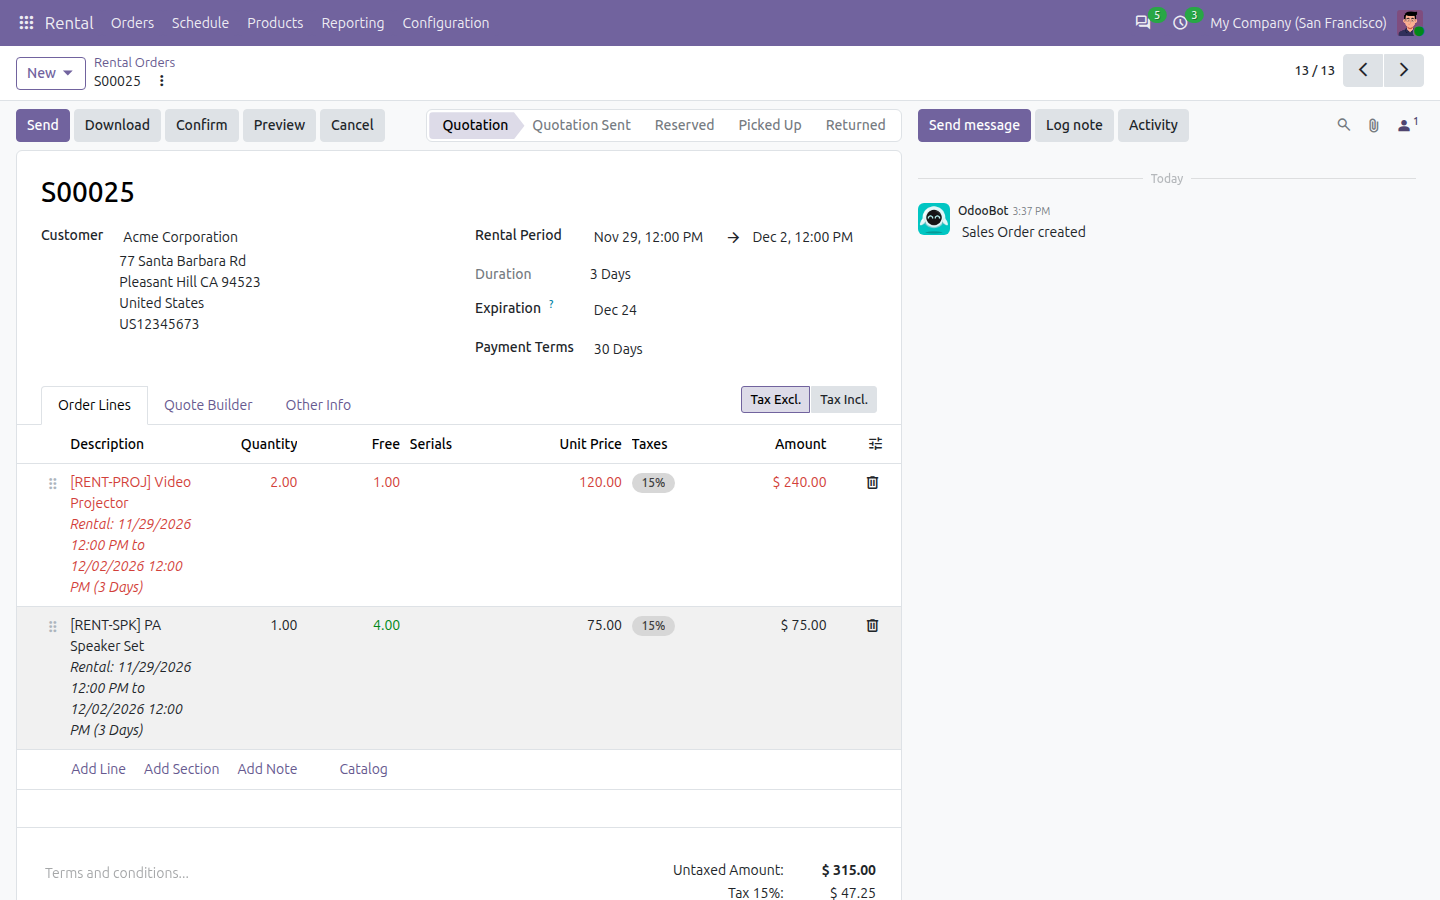 Rental Orders Schedule Products Reporting Configuration 5 3 My Company (San Francisco)
New Rental Orders
S00025 13 / 13
Send Download Confirm Preview Cancel Quotation Quotation Sent Reserved Picked Up Returned Send message Log note Activity 1
Today
S00025
OdooBot 3:37 PM
Sales Order created
Customer Acme Corporation
77 Santa Barbara Rd
Pleasant Hill CA 94523
United States
US12345673
Rental Period Nov 29, 12:00 PM → Dec 2, 12:00 PM
Duration 3 Days
Expiration ? Dec 24
Payment Terms 30 Days
Order Lines Quote Builder Other Info Tax Excl. Tax Incl.
Description Quantity Free Serials Unit Price Taxes Amount
[RENT-PROJ] Video 2.00 1.00 120.00 15% $ 240.00
Projector
Rental: 11/29/2026
12:00 PM to
12/02/2026 12:00
PM (3 Days)
[RENT-SPK] PA 1.00 4.00 75.00 15% $ 75.00
Speaker Set
Rental: 11/29/2026
12:00 PM to
12/02/2026 12:00
PM (3 Days)
Add Line Add Section Add Note Catalog
Terms and conditions... Untaxed Amount: $ 315.00
Tax 15%: $ 47.25